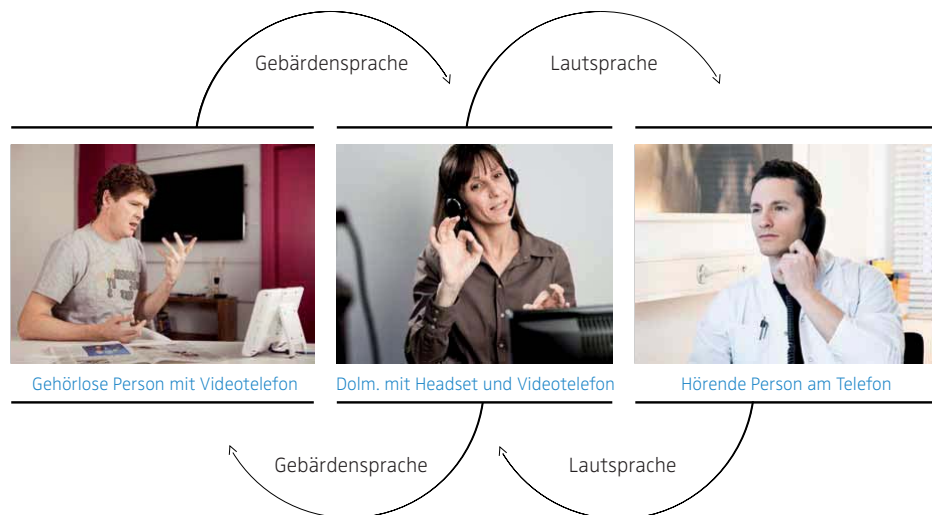 Gebärdensprache
Lautsprache
Gehörlose Person mit Videotelefon
Dolm. mit Headset und Videotelefon
Hörende Person am Telefon
Gebärdensprache
Lautsprache